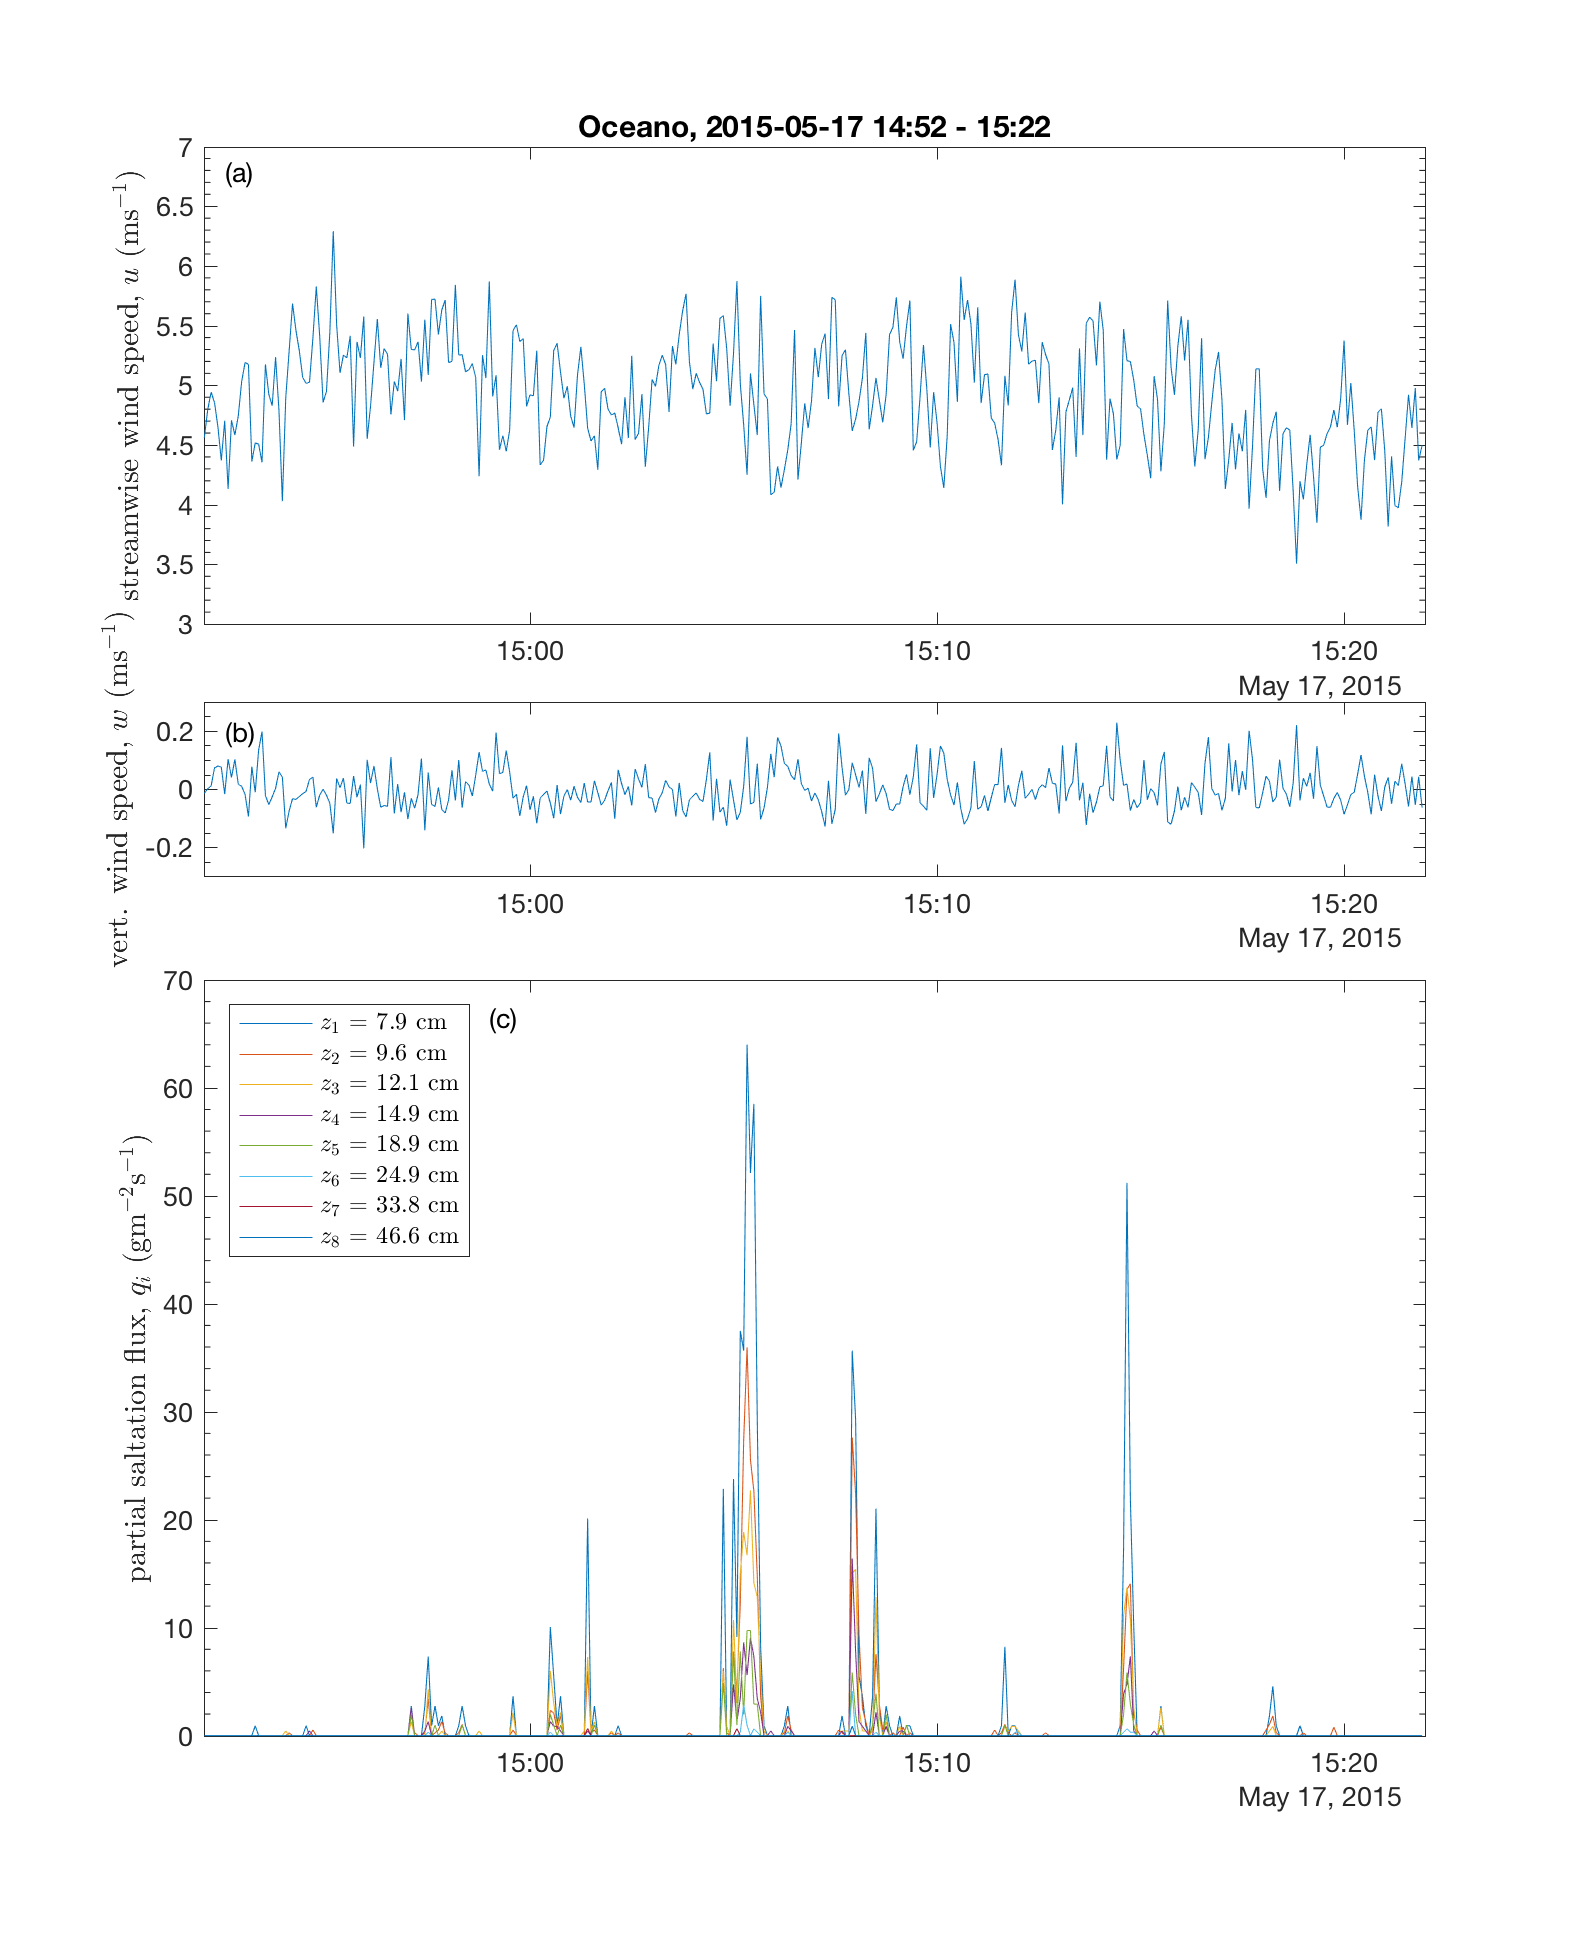 Oceano, 2015-05-17 14:52 - 15:22
(a)
streamwise wind speed, u (ms⁻¹)
7
6.5
6
5.5
5
4.5
4
3.5
3
15:00 15:10 15:20
May 17, 2015
(b)
vert. wind speed, w (ms⁻¹)
0.2
0
-0.2
15:00 15:10 15:20
May 17, 2015
(c)
partial saltation flux, qᵢ (gm⁻²s⁻¹)
70
60
50
40
30
20
10
0
z₁ = 7.9 cm
z₂ = 9.6 cm
z₃ = 12.1 cm
z₄ = 14.9 cm
z₅ = 18.9 cm
z₆ = 24.9 cm
z₇ = 33.8 cm
z₈ = 46.6 cm
15:00 15:10 15:20
May 17, 2015